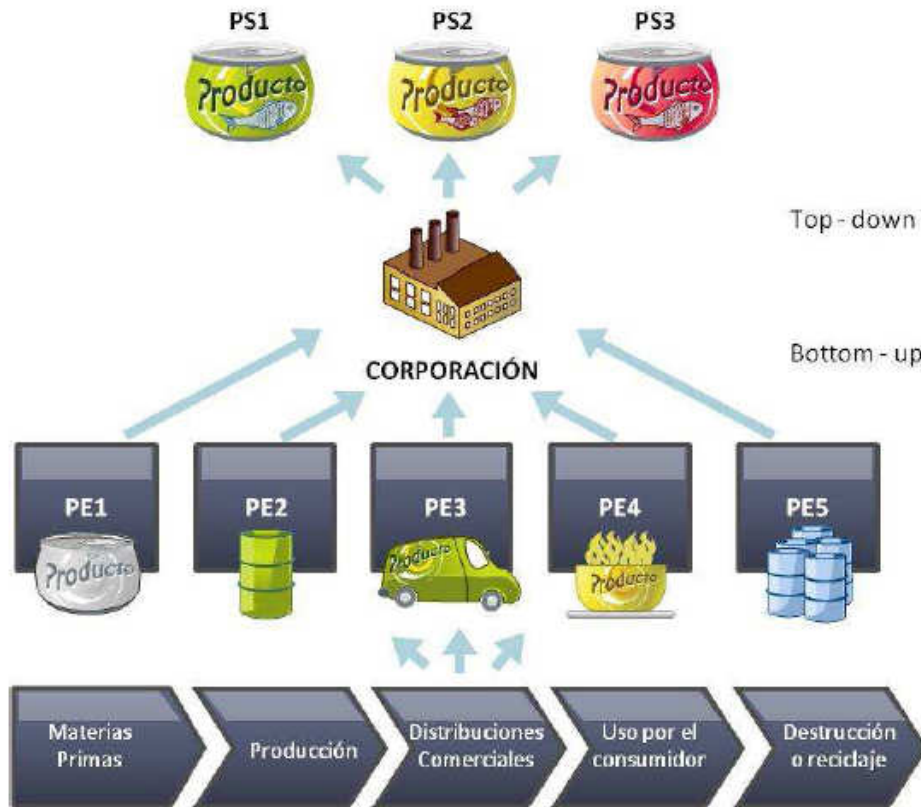 PS1
PS2
PS3
Producto
Producto
Producto
Top - down
Bottom - up
CORPORACIÓN
PE1
PE2
PE3
PE4
PE5
Producto
Producto
Producto
Materias
Primas
Producción
Distribuciones
Comerciales
Uso por el
consumidor
Destrucción
o reciclaje